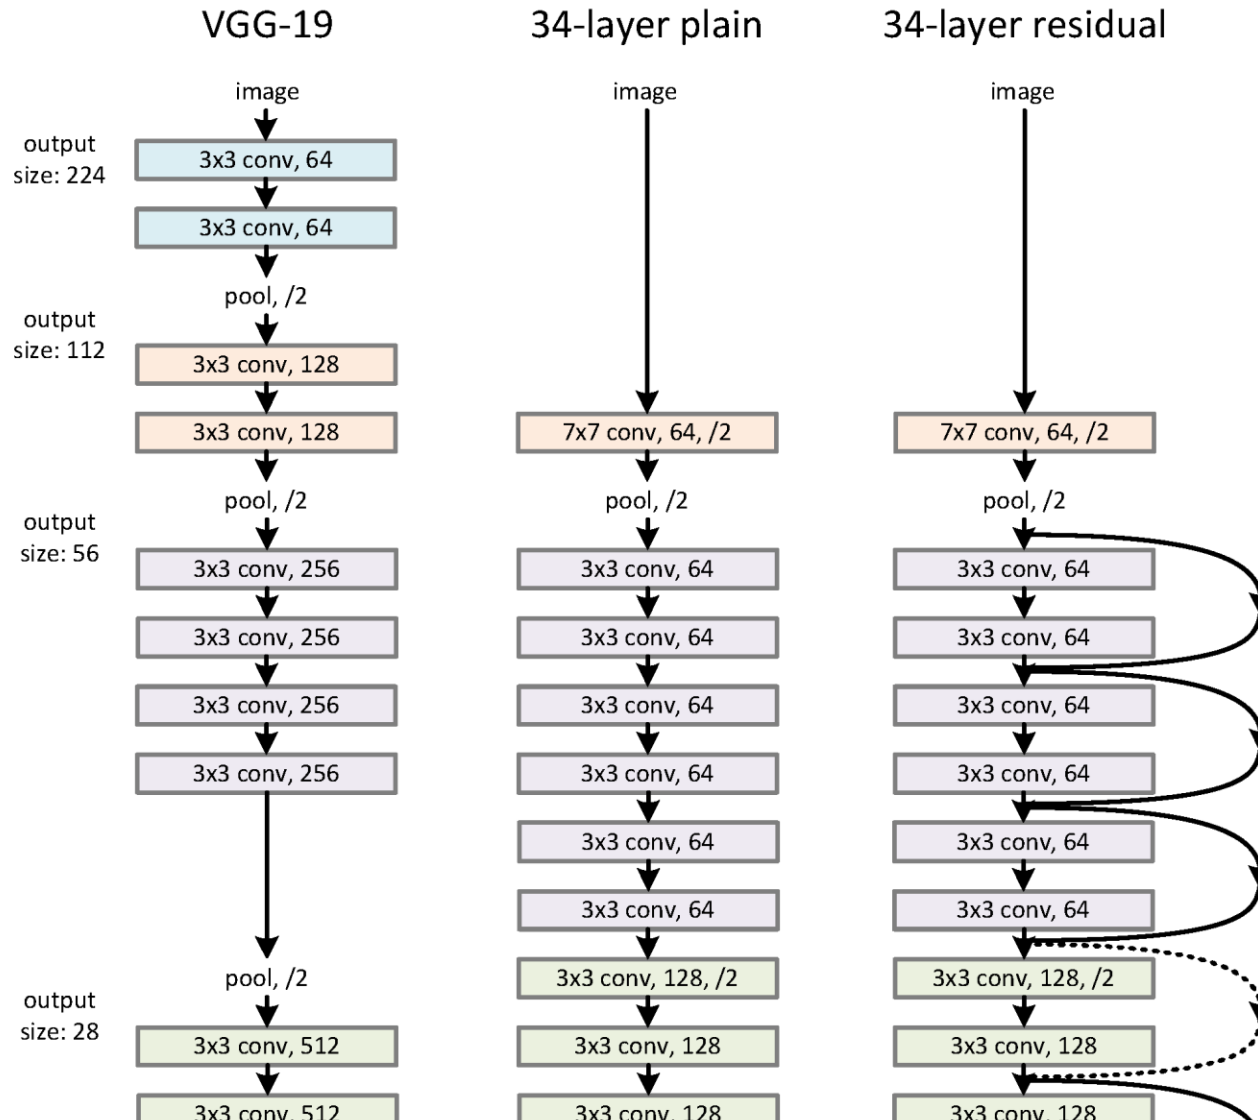 VGG-19
34-layer plain
34-layer residual
image
image
image
output
size: 224
3x3 conv, 64
3x3 conv, 64
pool, /2
output
size: 112
3x3 conv, 128
3x3 conv, 128
7x7 conv, 64, /2
7x7 conv, 64, /2
pool, /2
pool, /2
pool, /2
output
size: 56
3x3 conv, 256
3x3 conv, 64
3x3 conv, 64
3x3 conv, 256
3x3 conv, 64
3x3 conv, 64
3x3 conv, 256
3x3 conv, 64
3x3 conv, 64
3x3 conv, 256
3x3 conv, 64
3x3 conv, 64
3x3 conv, 64
3x3 conv, 64
3x3 conv, 64
3x3 conv, 64
pool, /2
3x3 conv, 128, /2
3x3 conv, 128, /2
output
size: 28
3x3 conv, 512
3x3 conv, 128
3x3 conv, 128
3x3 conv, 512
3x3 conv, 128
3x3 conv, 128